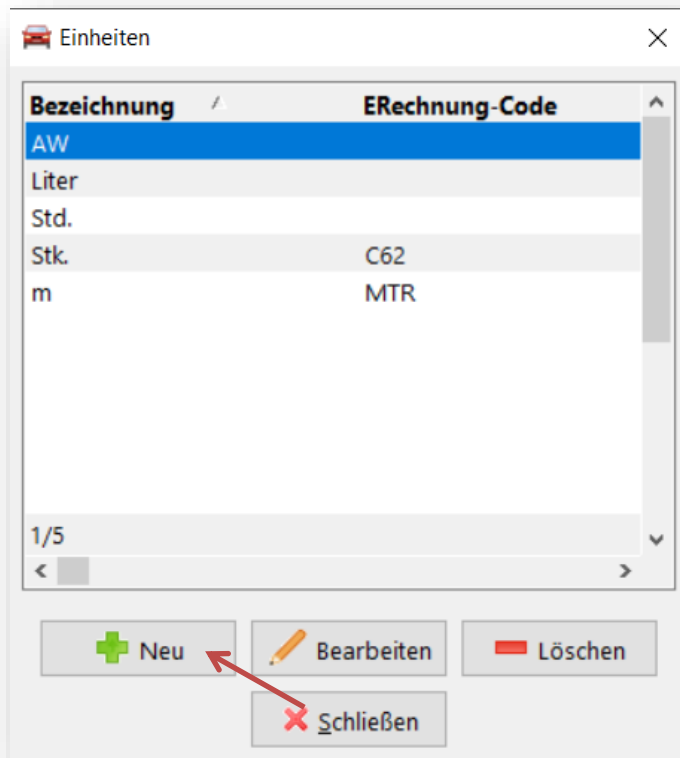 Einheiten
Bezeichnung ERechnung-Code
AW
Liter
Std.
Stk. C62
m MTR
1/5
Neu Bearbeiten Löschen
Schließen